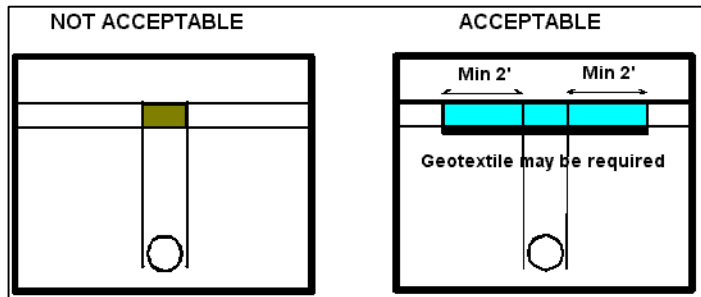 NOT ACCEPTABLE
ACCEPTABLE
Min 2' Min 2'
Geotextile may be required